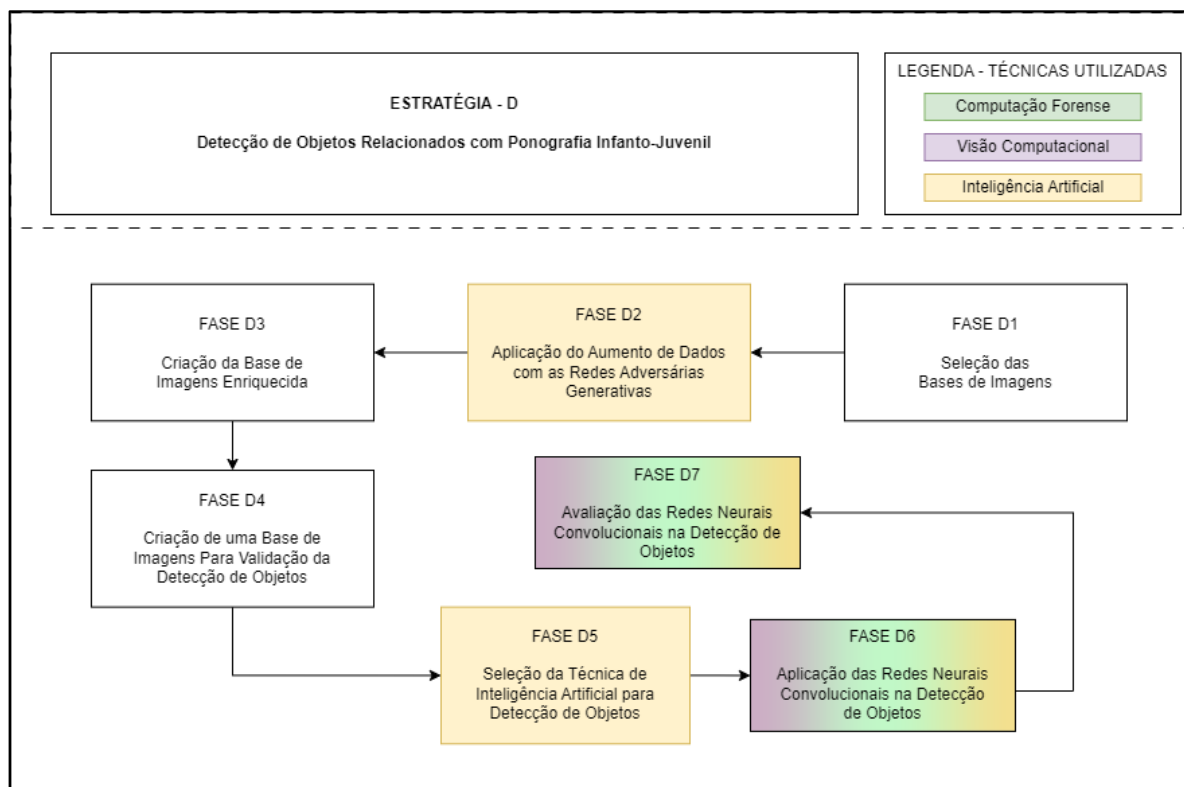 ESTRATÉGIA - D
Detecção de Objetos Relacionados com Ponografia Infanto-Juvenil
LEGENDA - TÉCNICAS UTILIZADAS
Computação Forense
Visão Computacional
Inteligência Artificial
FASE D3
Criação da Base de
Imagens Enriquecida
FASE D2
Aplicação do Aumento de Dados
com as Redes Adversárias
Generativas
FASE D1
Seleção das
Bases de Imagens
FASE D4
Criação de uma Base de
Imagens Para Validação da
Detecção de Objetos
FASE D7
Avaliação das Redes Neurais
Convolucionais na Detecção de
Objetos
FASE D5
Seleção da Técnica de
Inteligência Artificial para
Detecção de Objetos
FASE D6
Aplicação das Redes Neurais
Convolucionais na Detecção
de Objetos